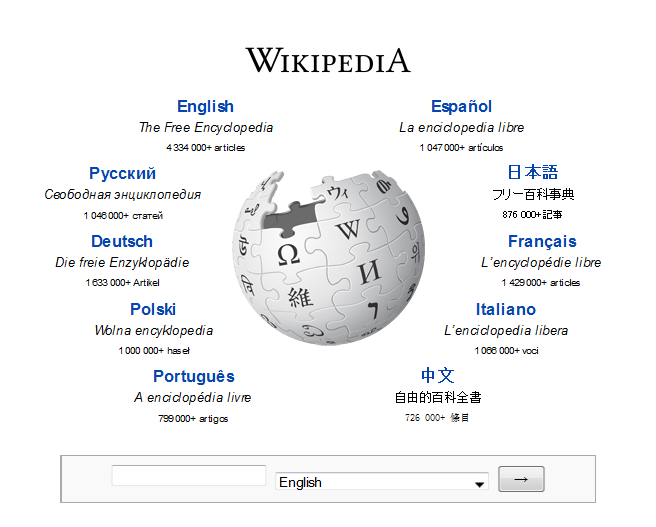 WIKIPEDIA
English
The Free Encyclopedia
4 334 000+ articles
Español
La enciclopedia libre
1 047 000+ artículos
Русский
Свободная энциклопедия
1 046 000+ статей
日本語
フリー百科事典
876 000+ 記事
Deutsch
Die freie Enzyklopädie
1 633 000+ Artikel
Français
L'encyclopédie libre
1 429 000+ articles
Polski
Wolna encyklopedia
1 000 000+ haseł
Italiano
L'enciclopedia libera
1 066 000+ voci
Português
A enciclopédia livre
799 000+ artigos
中文
自由的百科全書
726 000+ 條目
ウィ
Ω
W
И
維
English
→